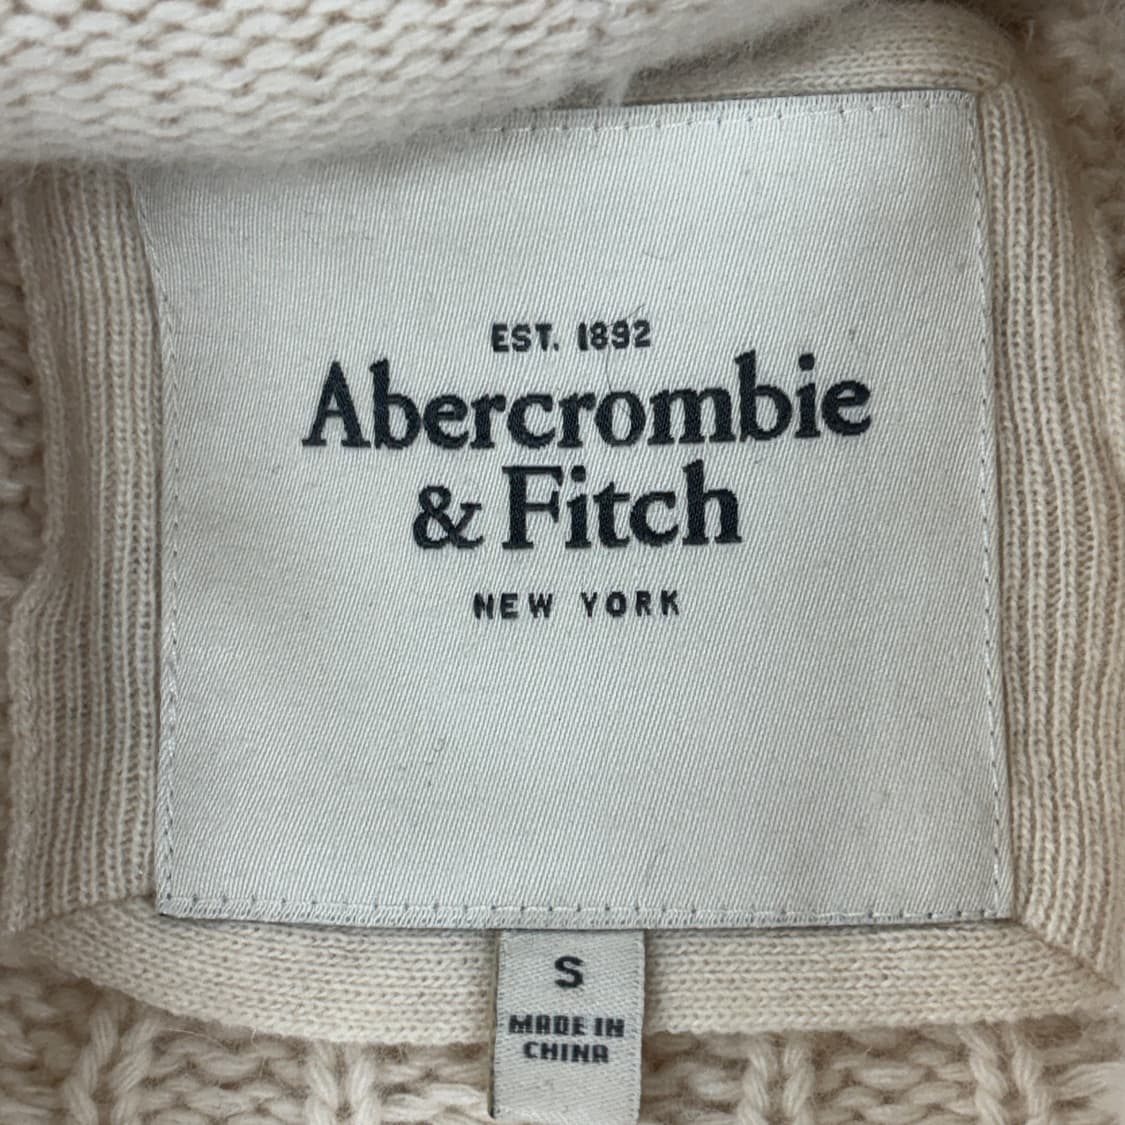 EST. 1892
Abercrombie
& Fitch
NEW YORK
S
MADE IN
CHINA